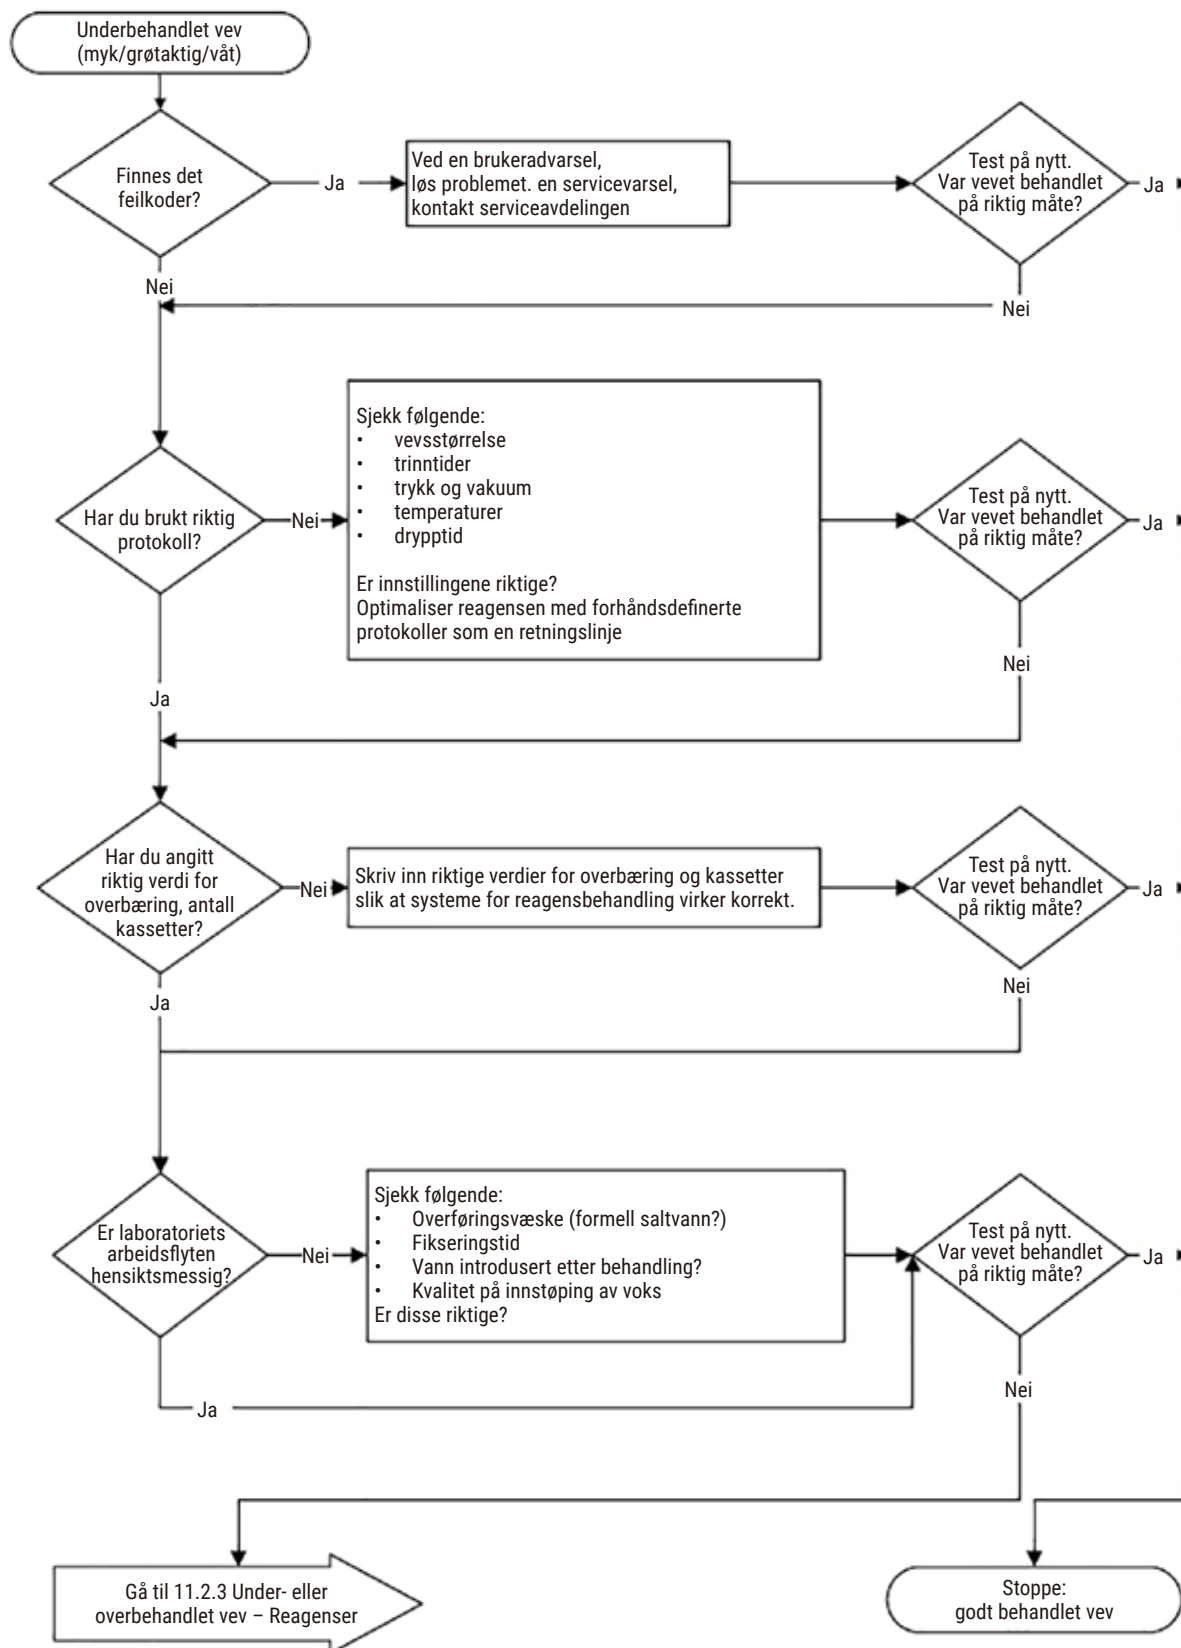 Underbehandlet vev
(myk/grøtaktig/våt)
Finnes det
feilkoder?
Ja
Ved en brukeradvarsel,
løs problemet. en servicevarsel,
kontakt serviceavdelingen
Test på nytt.
Var vevet behandlet
på riktig måte?
Ja
Nei
Nei
Har du brukt riktig
protokoll?
Nei
Sjekk følgende:
• vevsstørrelse
• trinntider
• trykk og vakuum
• temperaturer
• drypptid
Er innstillingene riktige?
Optimaliser reagensen med forhåndsdefinerte
protokoller som en retningslinje
Test på nytt.
Var vevet behandlet
på riktig måte?
Ja
Nei
Ja
Har du angitt
riktig verdi for
overbæring, antall
kassetter?
Nei
Skriv inn riktige verdier for overbæring og kassetter
slik at systeme for reagensbehandling virker korrekt.
Test på nytt.
Var vevet behandlet
på riktig måte?
Ja
Nei
Ja
Er laboratoriets
arbeidsflyten
hensiktsmessig?
Nei
Sjekk følgende:
• Overføringsvæske (formell saltvann?)
• Fikseringstid
• Vann introdusert etter behandling?
• Kvalitet på innstøping av voks
Er disse riktige?
Test på nytt.
Var vevet behandlet
på riktig måte?
Ja
Nei
Ja
Gå til 11.2.3 Under- eller
overbehandlet vev – Reagenser
Stoppe:
godt behandlet vev